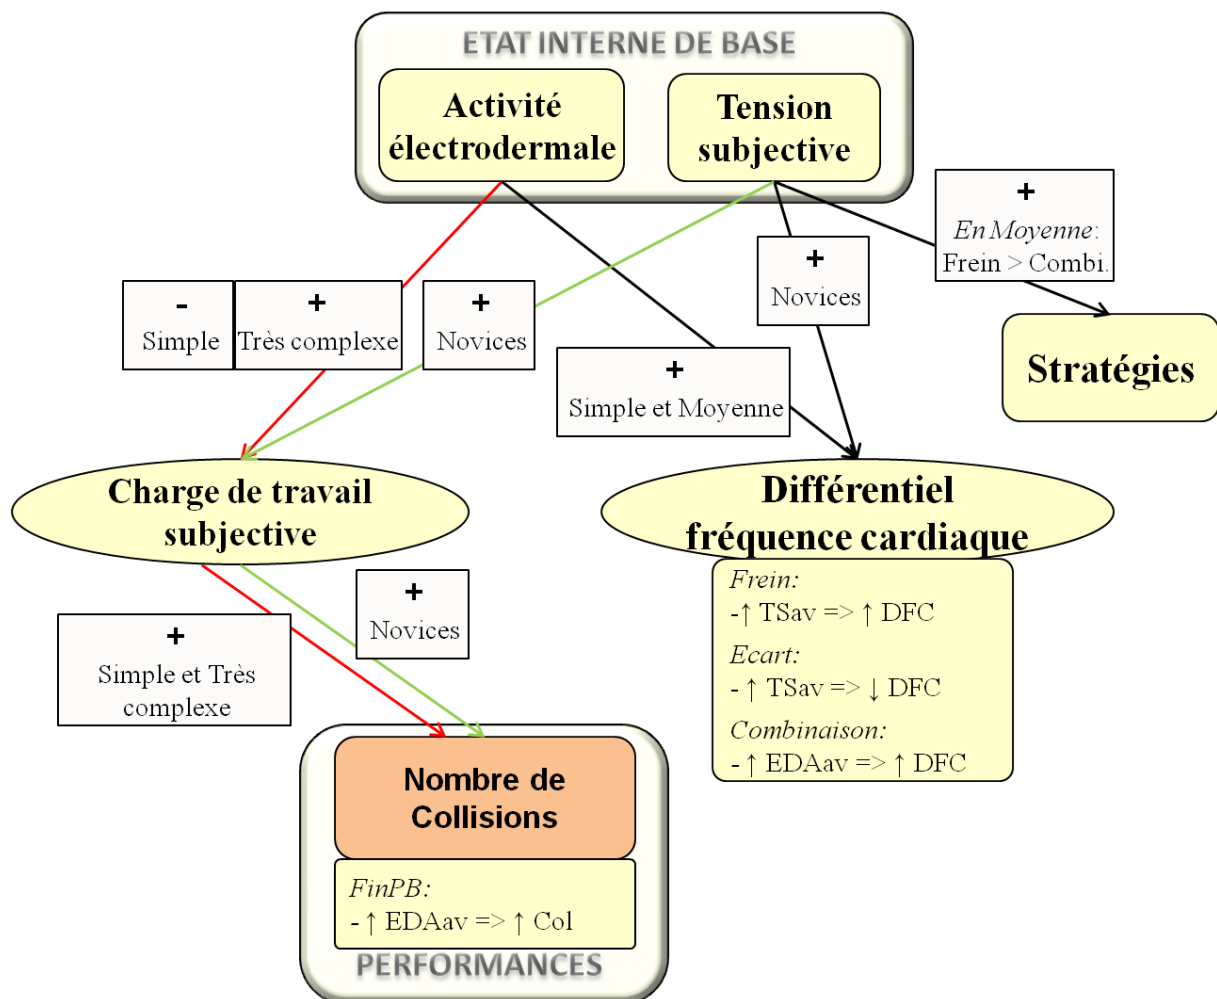 ETAT INTERNE DE BASE
Activité
électrodermale
Tension
subjective
+
En Moyenne:
Frein > Combi.
+
Novices
-
Simple
+
Très complexe
+
Novices
+
Simple et Moyenne
Stratégies
Charge de travail
subjective
Différentiel
fréquence cardiaque
Frein:
-↑ TSav => ↑ DFC
Ecart:
- ↑ TSav => ↓ DFC
Combinaison:
- ↑ EDAav => ↑ DFC
+
Novices
+
Simple et Très
complexe
Nombre de
Collisions
FinPB:
- ↑ EDAav => ↑ Col
PERFORMANCES